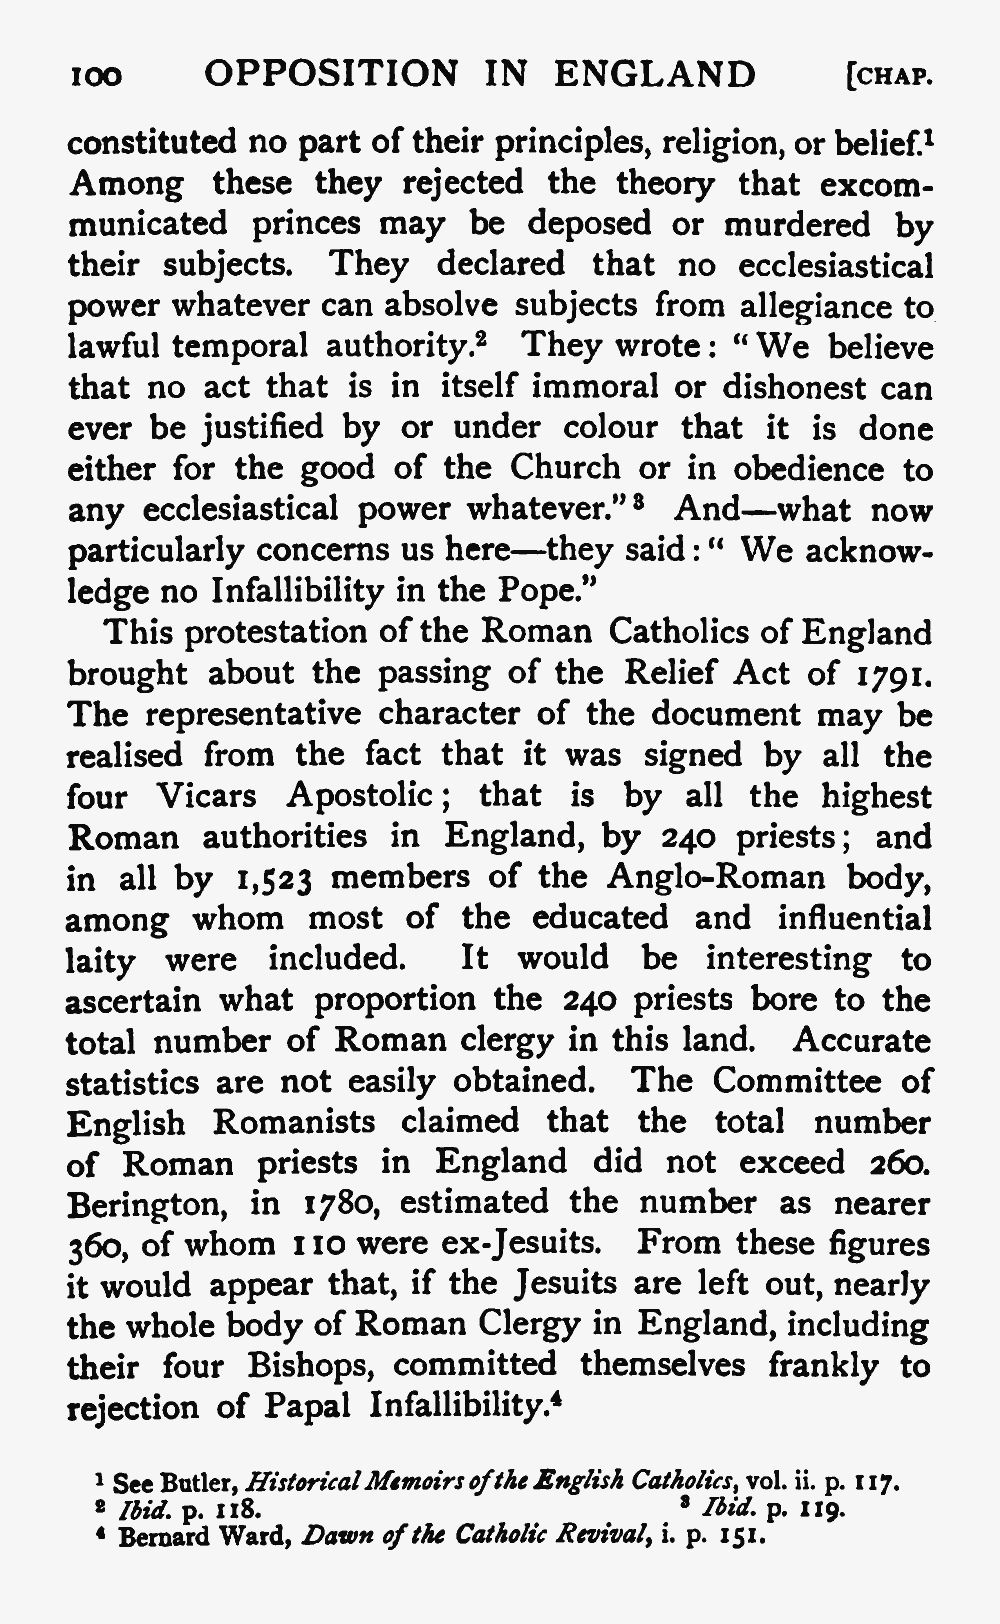 100 OPPOSITION IN ENGLAND [CHAP.
constituted no part of their principles, religion, or belief.¹
Among these they rejected the theory that excom-
municated princes may be deposed or murdered by
their subjects. They declared that no ecclesiastical
power whatever can absolve subjects from allegiance to
lawful temporal authority.² They wrote: “We believe
that no act that is in itself immoral or dishonest can
ever be justified by or under colour that it is done
either for the good of the Church or in obedience to
any ecclesiastical power whatever.”³ And—what now
particularly concerns us here—they said: “ We acknow-
ledge no Infallibility in the Pope.”
This protestation of the Roman Catholics of England
brought about the passing of the Relief Act of 1791.
The representative character of the document may be
realised from the fact that it was signed by all the
four Vicars Apostolic; that is by all the highest
Roman authorities in England, by 240 priests; and
in all by 1,523 members of the Anglo-Roman body,
among whom most of the educated and influential
laity were included. It would be interesting to
ascertain what proportion the 240 priests bore to the
total number of Roman clergy in this land. Accurate
statistics are not easily obtained. The Committee of
English Romanists claimed that the total number
of Roman priests in England did not exceed 260.
Berington, in 1780, estimated the number as nearer
360, of whom 110 were ex-Jesuits. From these figures
it would appear that, if the Jesuits are left out, nearly
the whole body of Roman Clergy in England, including
their four Bishops, committed themselves frankly to
rejection of Papal Infallibility.⁴
¹ See Butler, Historical Memoirs of the English Catholics, vol. ii. p. 117.
² Ibid. p. 118. ³ Ibid. p. 119.
⁴ Bernard Ward, Dawn of the Catholic Revival, i. p. 151.